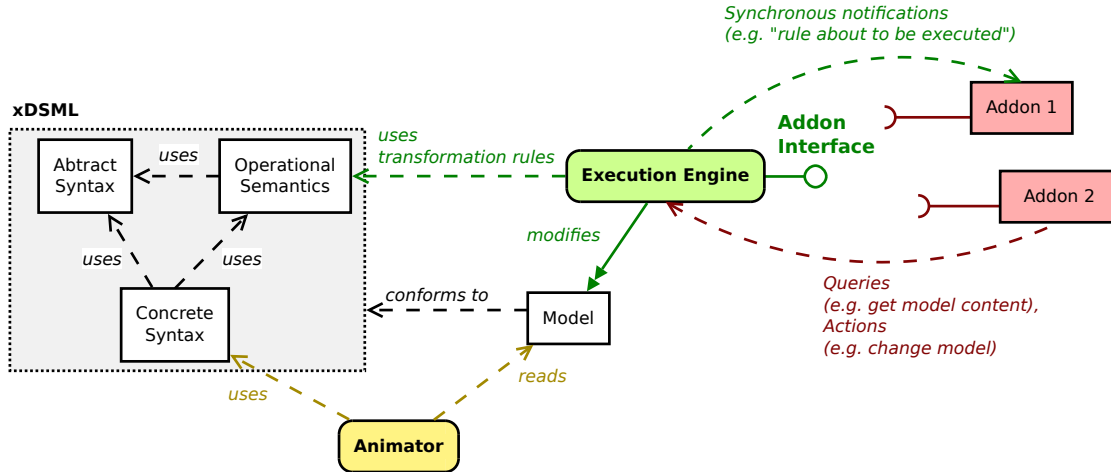 Synchronous notifications
(e.g. "rule about to be executed")
xDSML
Addon 1
uses
transformation rules
Addon
Interface
Abtract
Syntax
uses
Operational
Semantics
Execution Engine
Addon 2
modifies
uses
uses
Queries
(e.g. get model content),
Actions
(e.g. change model)
conforms to
Concrete
Syntax
Model
reads
uses
Animator